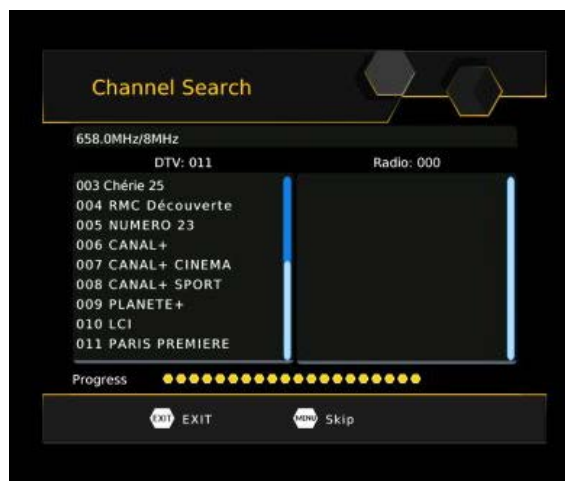 Channel Search
658.0MHz/8MHz
DTV: 011 Radio: 000
003 Chérie 25
004 RMC Découverte
005 NUMERO 23
006 CANAL+
007 CANAL+ CINEMA
008 CANAL+ SPORT
009 PLANETE+
010 LCI
011 PARIS PREMIERE
Progress
EXIT EXIT MENU Skip